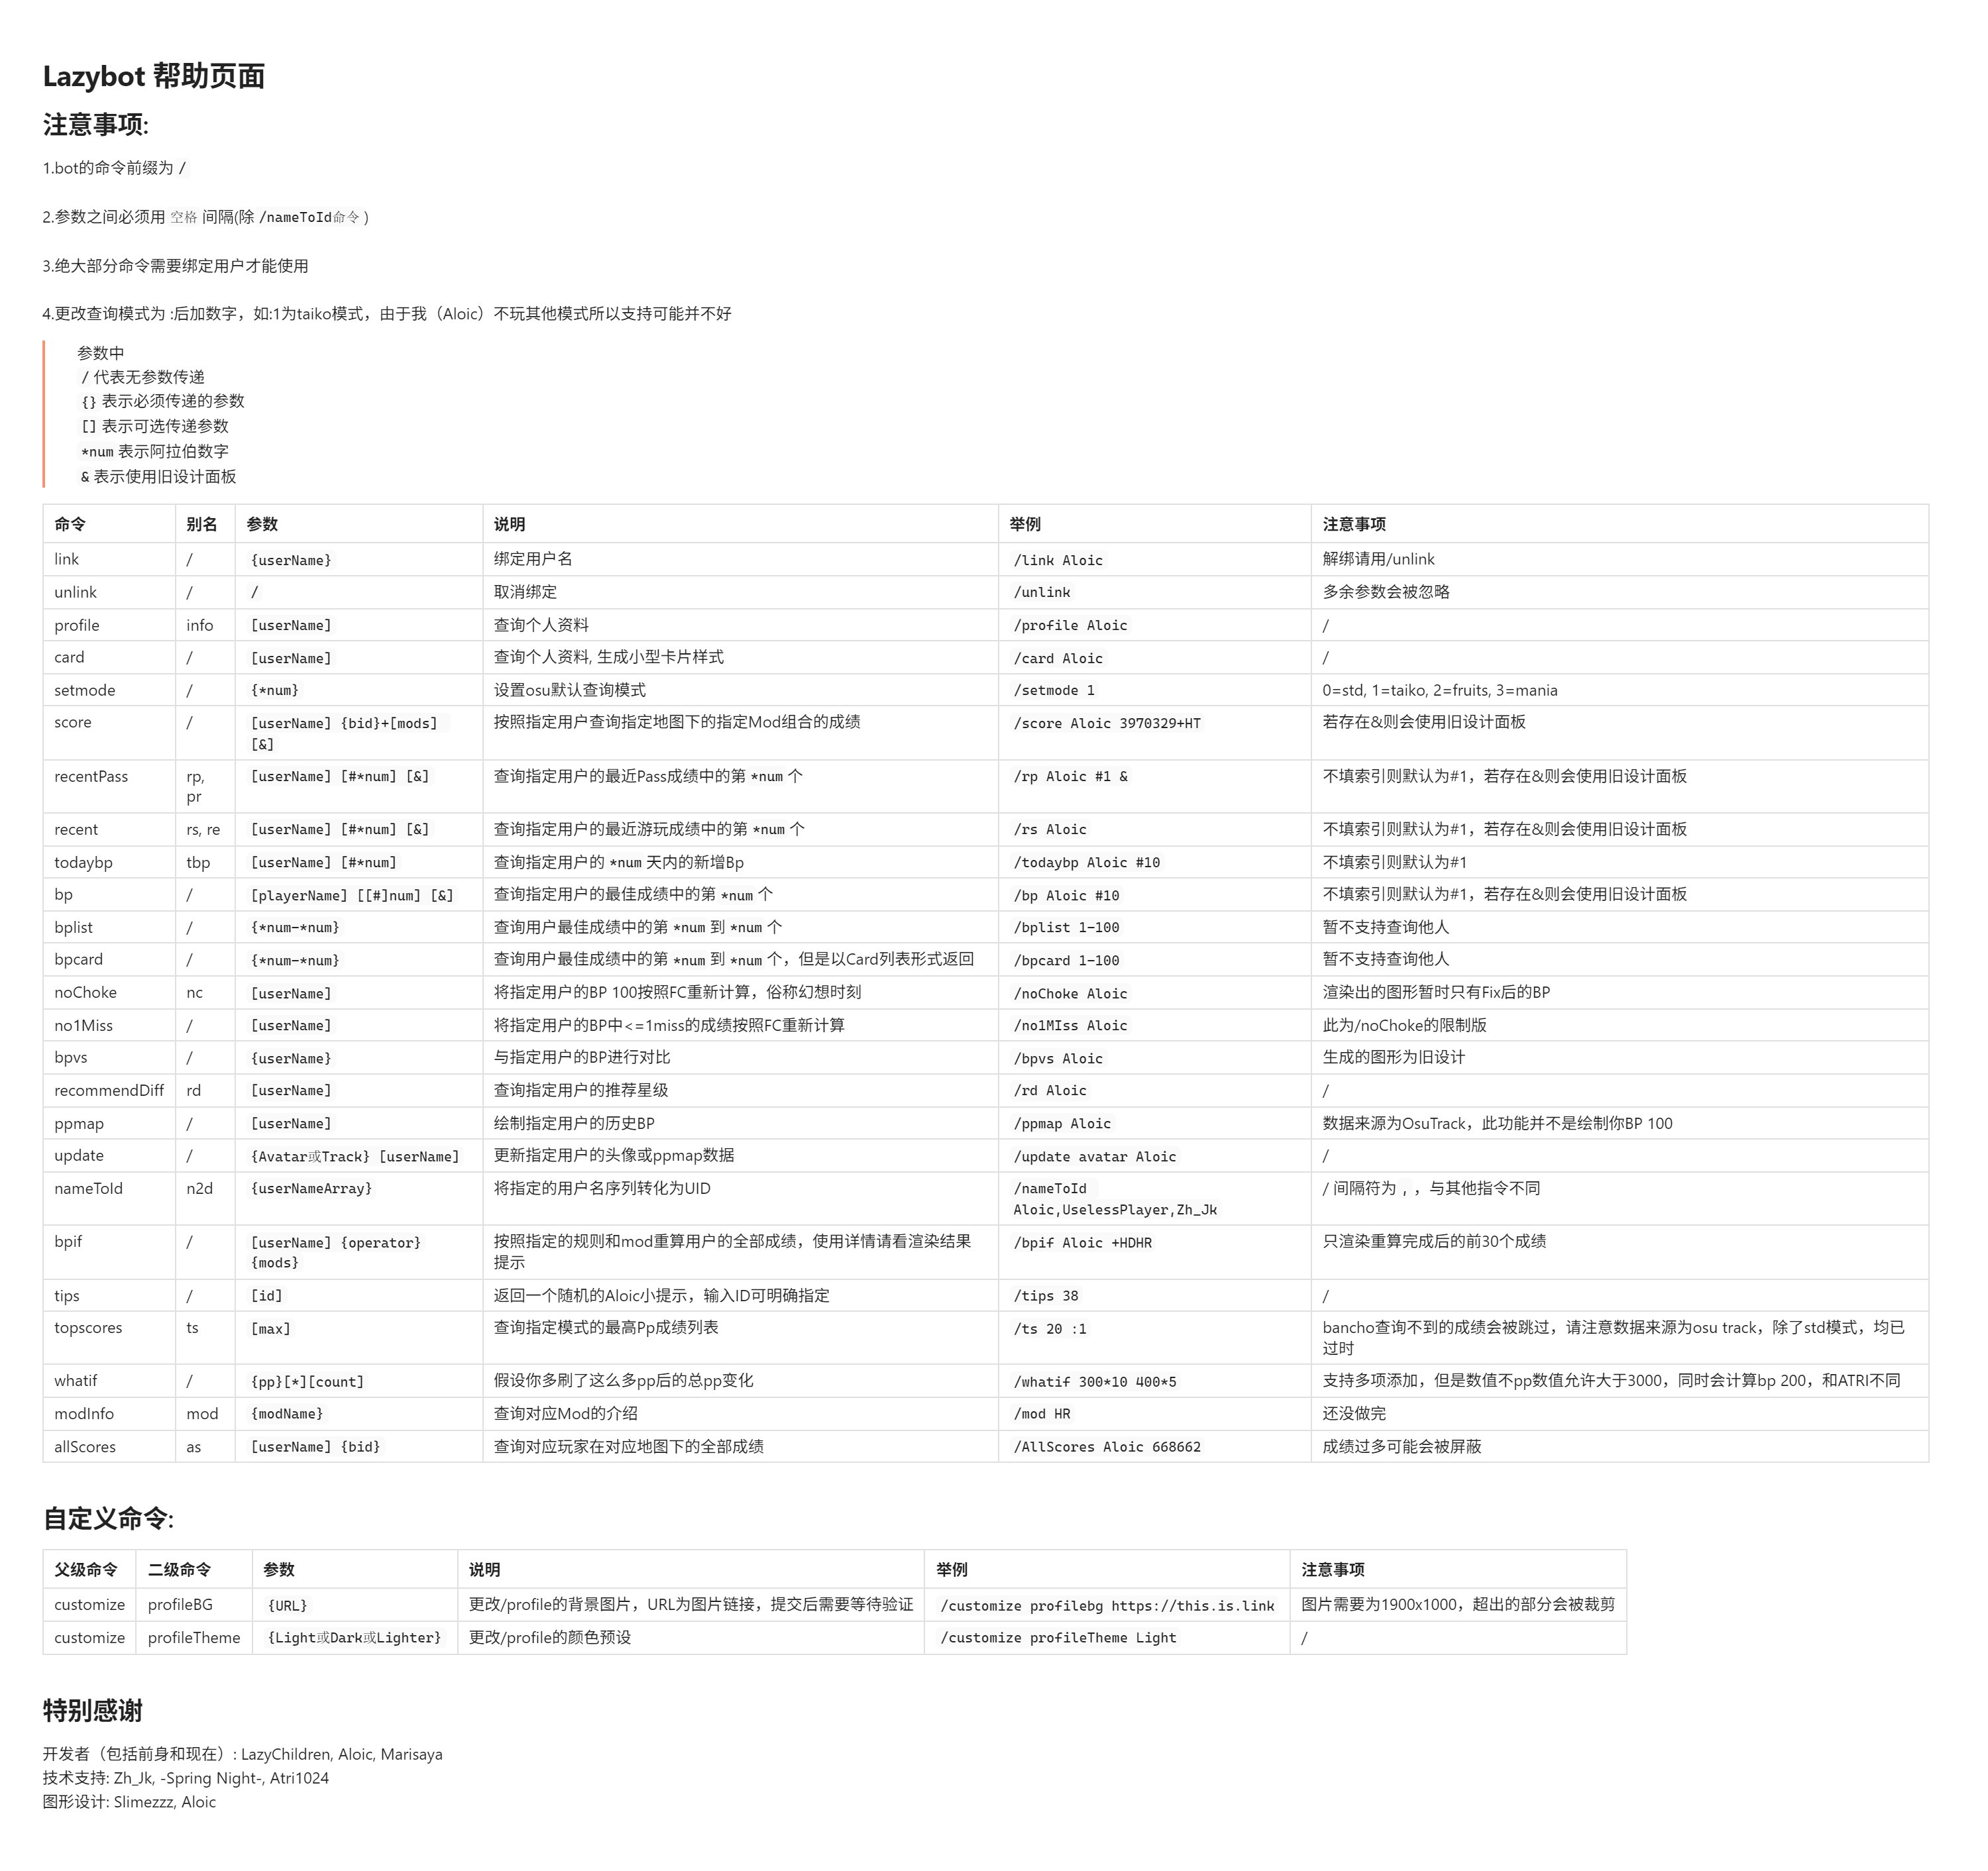 Lazybot 帮助页面
注意事项:
1.bot的命令前缀为 /
2.参数之间必须用 空格 间隔(除 /nameToId命令 )
3.绝大部分命令需要绑定用户才能使用
4.更改查询模式为 :后加数字，如:1为taiko模式，由于我（Aloic）不玩其他模式所以支持可能并不好
参数中
/ 代表无参数传递
{} 表示必须传递的参数
[] 表示可选传递参数
*num 表示阿拉伯数字
& 表示使用旧设计面板
命令 别名 参数 说明 举例 注意事项
link / {userName} 绑定用户名 /link Aloic 解绑请用/unlink
unlink / / 取消绑定 /unlink 多余参数会被忽略
profile info [userName] 查询个人资料 /profile Aloic /
card / [userName] 查询个人资料, 生成小型卡片样式 /card Aloic /
setmode / {*num} 设置osu默认查询模式 /setmode 1 0=std, 1=taiko, 2=fruits, 3=mania
score / [userName] {bid}+[mods] 按照指定用户查询指定地图下的指定Mod组合的成绩 /score Aloic 3970329+HT 若存在&则会使用旧设计面板
[&]
recentPass rp, [userName] [#*num] [&] 查询指定用户的最近Pass成绩中的第 *num 个 /rp Aloic #1 & 不填索引则默认为#1，若存在&则会使用旧设计面板
pr
recent rs, re [userName] [#*num] [&] 查询指定用户的最近游玩成绩中的第 *num 个 /rs Aloic 不填索引则默认为#1，若存在&则会使用旧设计面板
todaybp tbp [userName] [#*num] 查询指定用户的 *num 天内的新增Bp /todaybp Aloic #10 不填索引则默认为#1
bp / [playerName] [[#]num] [&] 查询指定用户的最佳成绩中的第 *num 个 /bp Aloic #10 不填索引则默认为#1，若存在&则会使用旧设计面板
bplist / {*num-*num} 查询用户最佳成绩中的第 *num 到 *num 个 /bplist 1-100 暂不支持查询他人
bpcard / {*num-*num} 查询用户最佳成绩中的第 *num 到 *num 个，但是以Card列表形式返回 /bpcard 1-100 暂不支持查询他人
noChoke nc [userName] 将指定用户的BP 100按照FC重新计算，俗称幻想时刻 /noChoke Aloic 渲染出的图形暂时只有Fix后的BP
no1Miss / [userName] 将指定用户的BP中<=1miss的成绩按照FC重新计算 /no1MIss Aloic 此为/noChoke的限制版
bpvs / {userName} 与指定用户的BP进行对比 /bpvs Aloic 生成的图形为旧设计
recommendDiff rd [userName] 查询指定用户的推荐星级 /rd Aloic /
ppmap / [userName] 绘制指定用户的历史BP /ppmap Aloic 数据来源为OsuTrack，此功能并不是绘制你BP 100
update / {Avatar或Track} [userName] 更新指定用户的头像或ppmap数据 /update avatar Aloic /
nameToId n2d {userNameArray} 将指定的用户名序列转化为UID /nameToId / 间隔符为 , ，与其他指令不同
Aloic,UselessPlayer,Zh_Jk
bpif / [userName] {operator} 按照指定的规则和mod重算用户的全部成绩，使用详情请看渲染结果 /bpif Aloic +HDHR 只渲染重算完成后的前30个成绩
{mods} 提示
tips / [id] 返回一个随机的Aloic小提示，输入ID可明确指定 /tips 38 /
topscores ts [max] 查询指定模式的最高Pp成绩列表 /ts 20 :1 bancho查询不到的成绩会被跳过，请注意数据来源为osu track，除了std模式，均已
过时
whatif / {pp}[*][count] 假设你多刷了这么多pp后的总pp变化 /whatif 300*10 400*5 支持多项添加，但是数值不pp数值允许大于3000，同时会计算bp 200，和ATRI不同
modInfo mod {modName} 查询对应Mod的介绍 /mod HR 还没做完
allScores as [userName] {bid} 查询对应玩家在对应地图下的全部成绩 /AllScores Aloic 668662 成绩过多可能会被屏蔽
自定义命令:
父级命令 二级命令 参数 说明 举例 注意事项
customize profileBG {URL} 更改/profile的背景图片，URL为图片链接，提交后需要等待验证 /customize profilebg https://this.is.link 图片需要为1900x1000，超出的部分会被裁剪
customize profileTheme {Light或Dark或Lighter} 更改/profile的颜色预设 /customize profileTheme Light /
特别感谢
开发者（包括前身和现在）: LazyChildren, Aloic, Marisaya
技术支持: Zh_Jk, -Spring Night-, Atri1024
图形设计: Slimezzz, Aloic